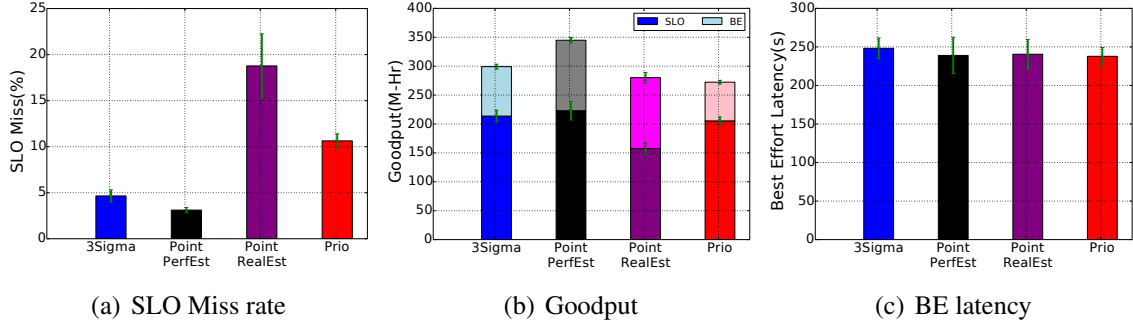 SLO Miss(%)
25
20
15
10
5
0
3Sigma
Point
PerfEst
Point
RealEst
Prio
(a) SLO Miss rate
Goodput(M-Hr)
400
350
300
250
200
150
100
50
0
SLO
BE
3Sigma
Point
PerfEst
Point
RealEst
Prio
(b) Goodput
Best Effort Latency(s)
300
250
200
150
100
50
0
3Sigma
Point
PerfEst
Point
RealEst
Prio
(c) BE latency